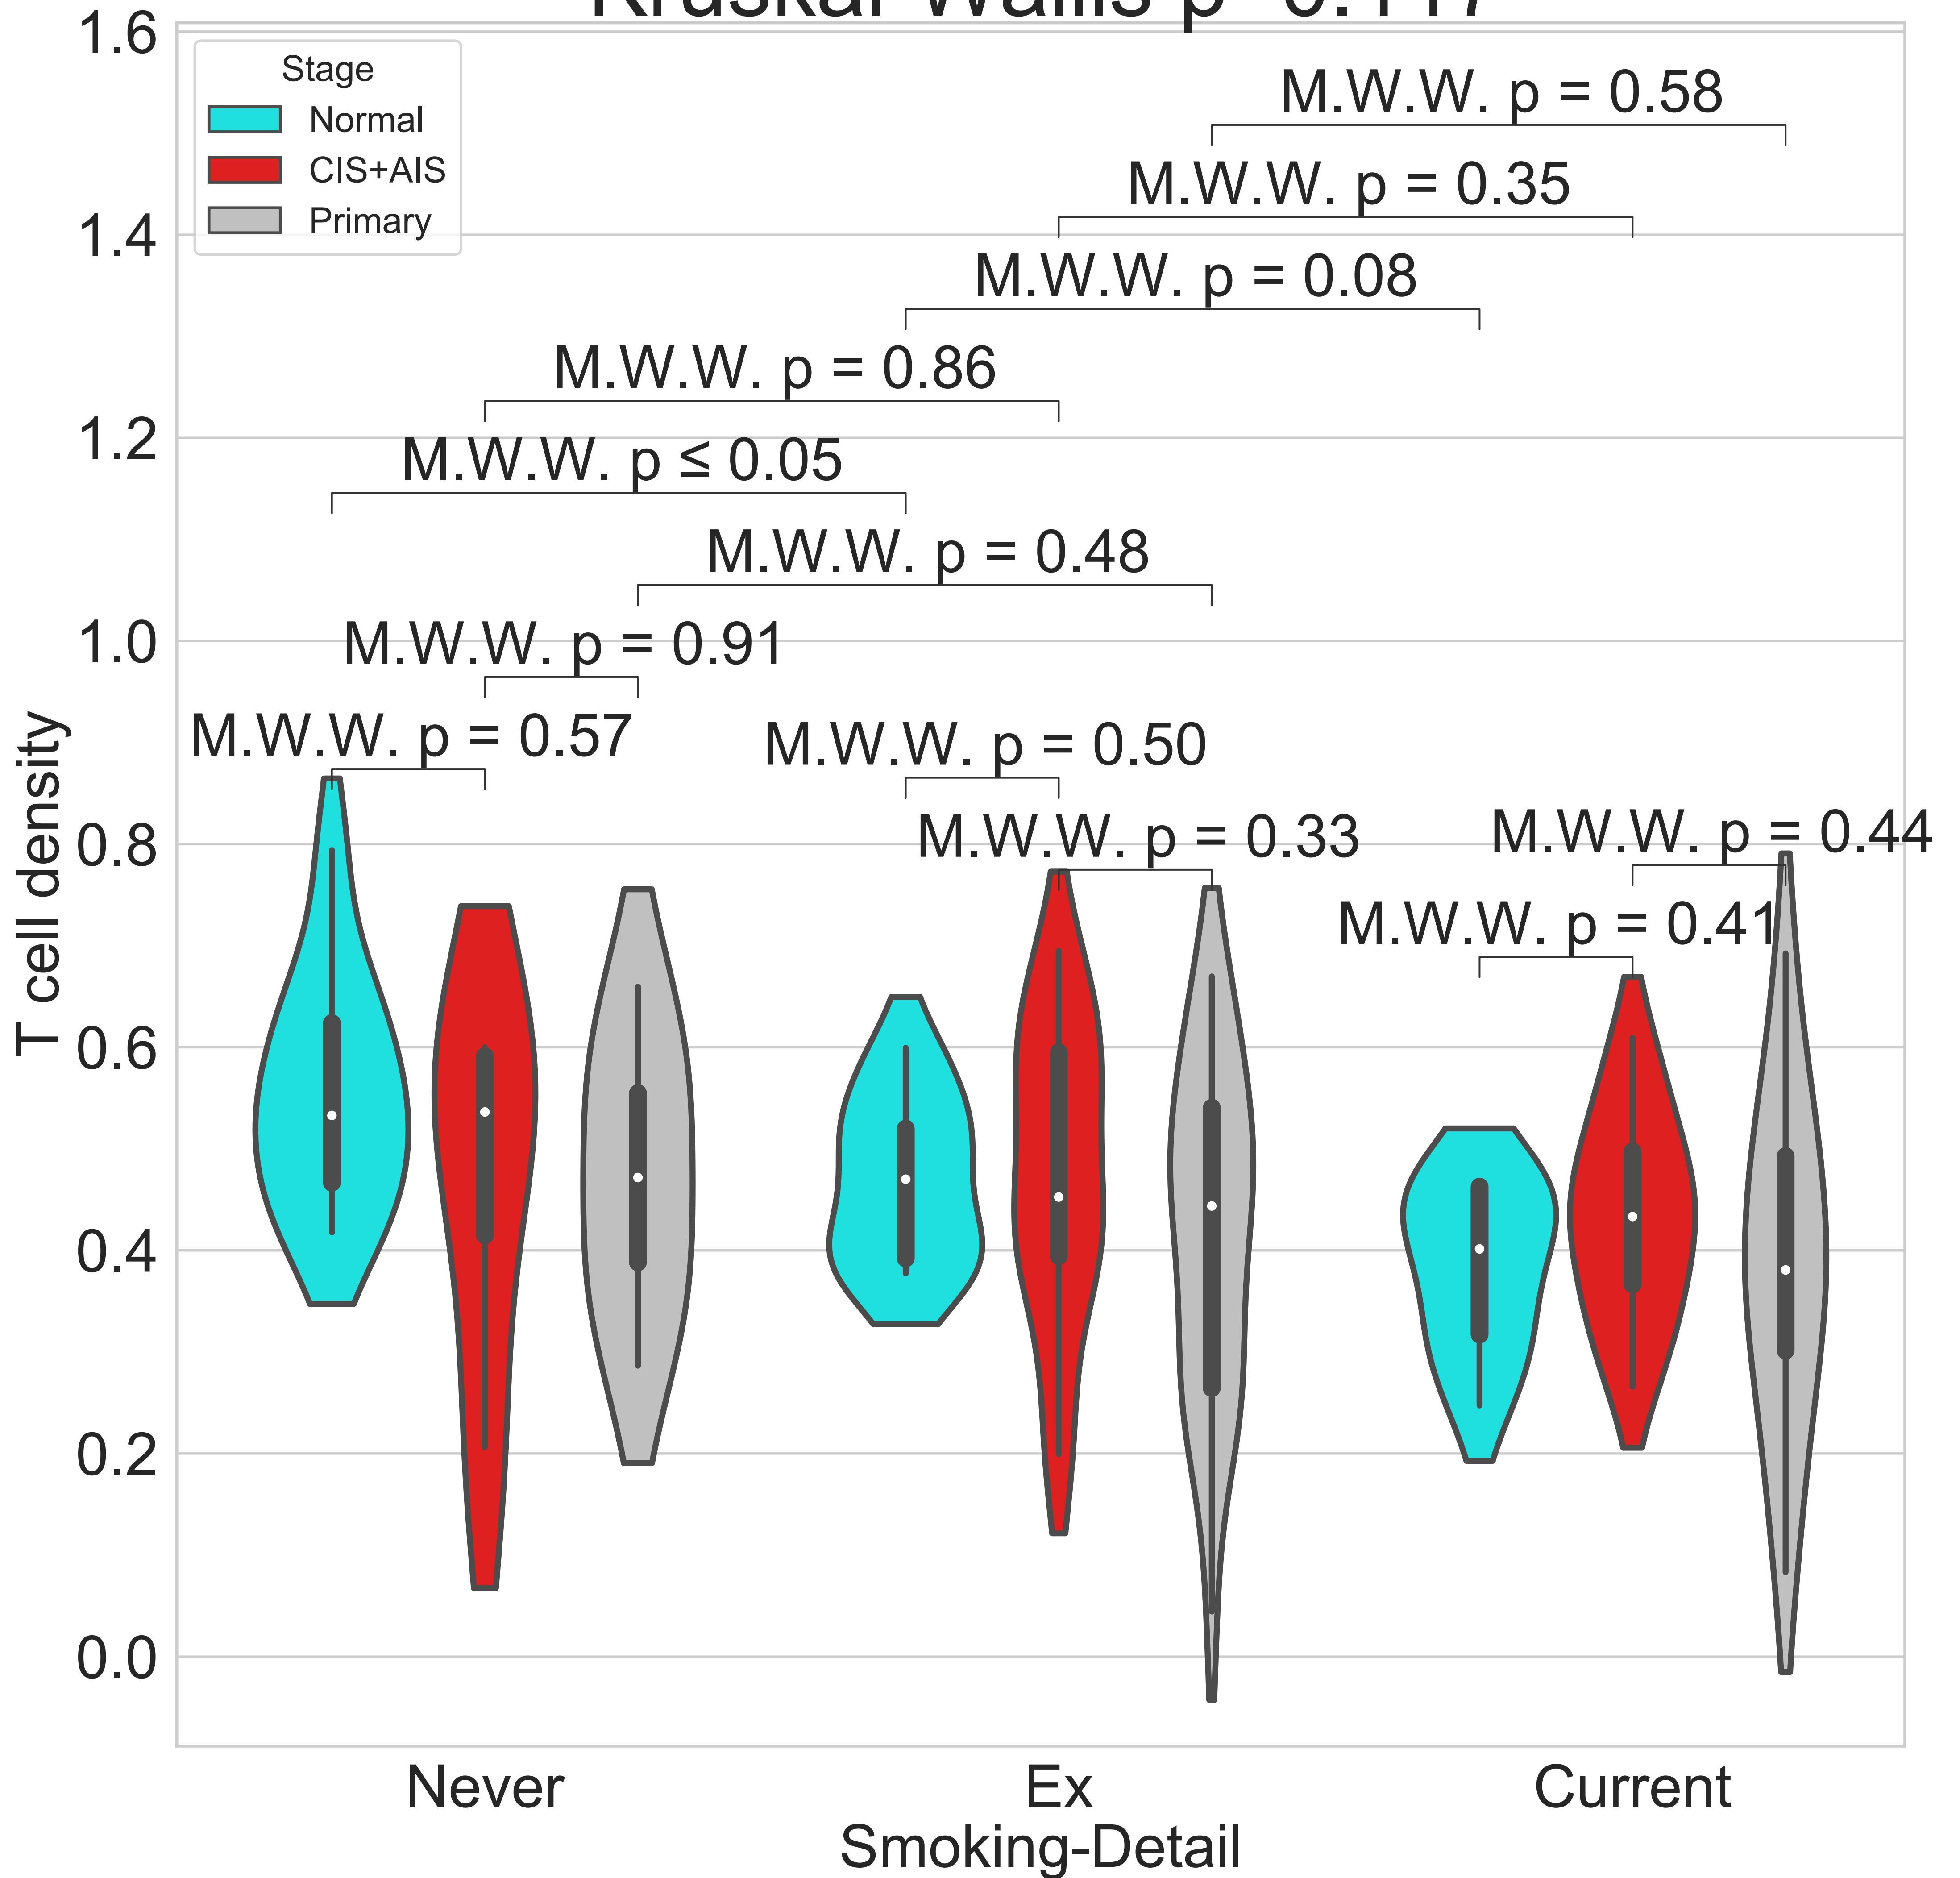 Kruskal Wallis p
1.6
1.4
1.2
1.0
0.8
0.6
0.4
0.2
0.0
T cell density
Stage
Normal
CIS+AIS
Primary
M.W.W. p = 0.58
M.W.W. p = 0.35
M.W.W. p = 0.08
M.W.W. p = 0.86
M.W.W. p ≤ 0.05
M.W.W. p = 0.48
M.W.W. p = 0.91
M.W.W. p = 0.57
M.W.W. p = 0.50
M.W.W. p = 0.33
M.W.W. p = 0.44
M.W.W. p = 0.41
Never
Ex
Current
Smoking-Detail